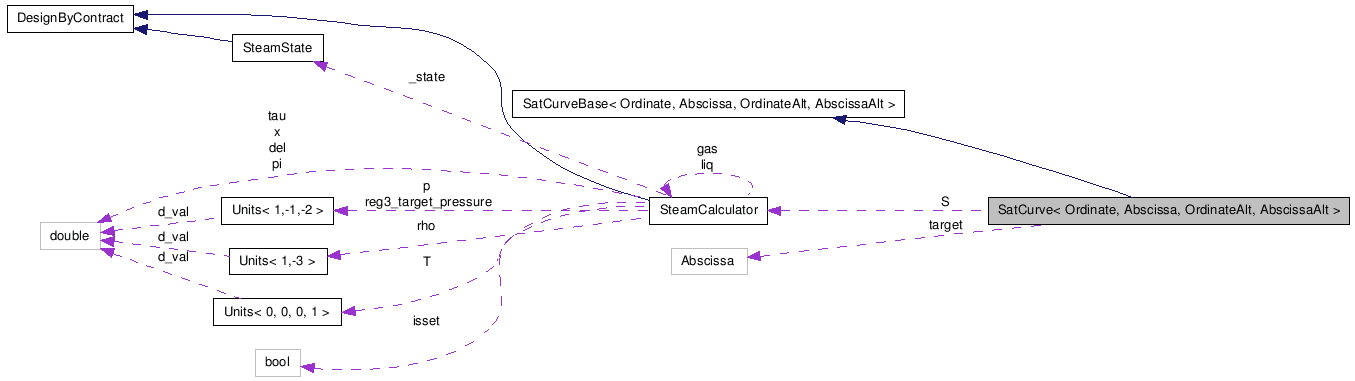 DesignByContract
SteamState
_state
SatCurveBase< Ordinate, Abscissa, OrdinateAlt, AbscissaAlt >
tau
x
del
pi
gas
liq
p
reg3_target_pressure
d_val
Units< 1,-1,-2 >
SteamCalculator
S
SatCurve< Ordinate, Abscissa, OrdinateAlt, AbscissaAlt >
rho
target
double
d_val
d_val
Units< 1,-3 >
T
Abscissa
Units< 0, 0, 0, 1 >
isset
bool